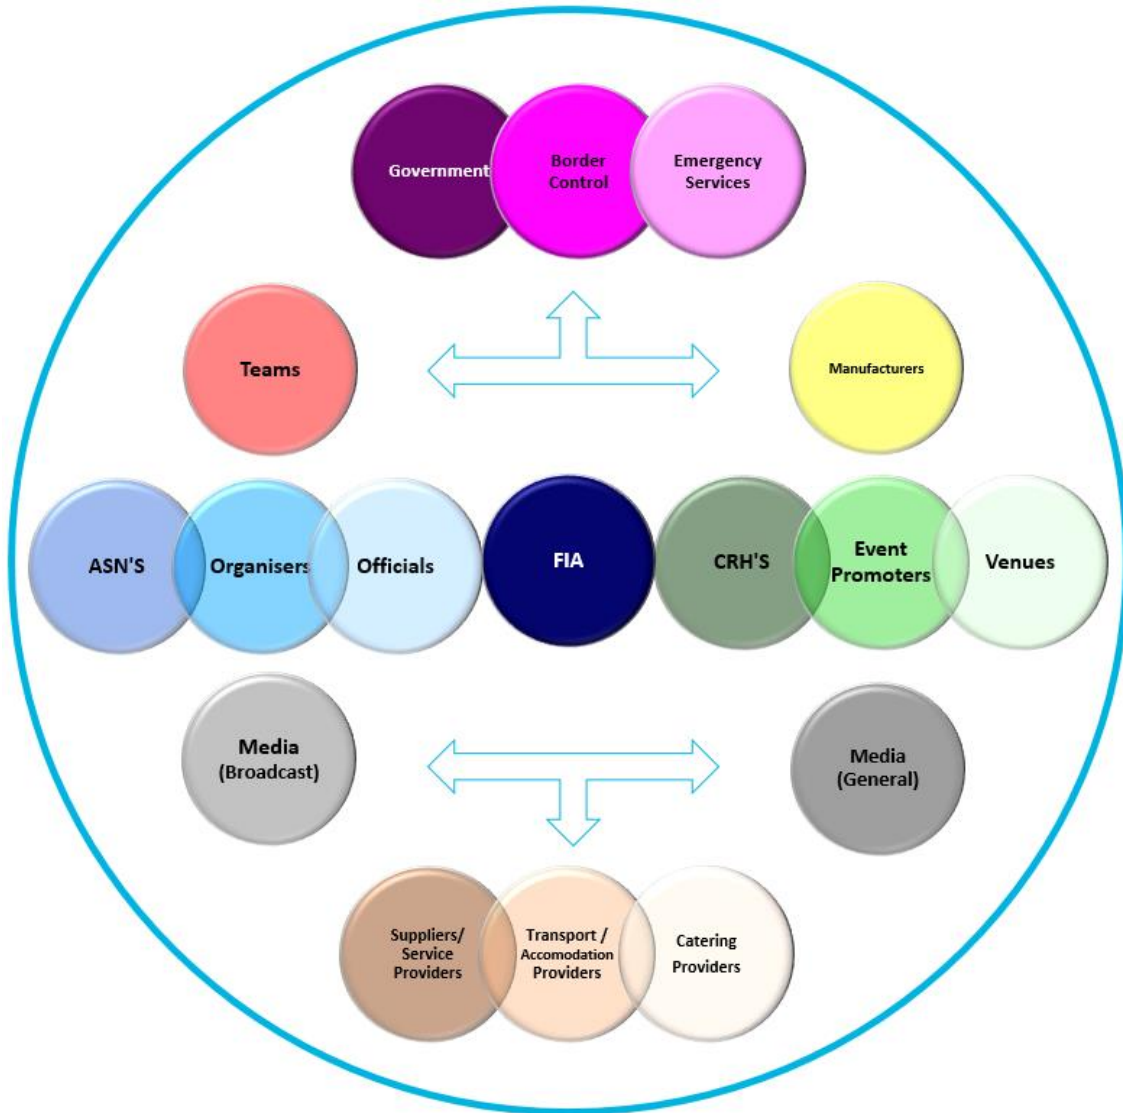 Government
Border
Control
Emergency
Services
Teams
Manufacturers
ASN'S
Organisers
Officials
FIA
CRH'S
Event
Promoters
Venues
Media
(Broadcast)
Media
(General)
Suppliers/
Service
Providers
Transport /
Accomodation
Providers
Catering
Providers